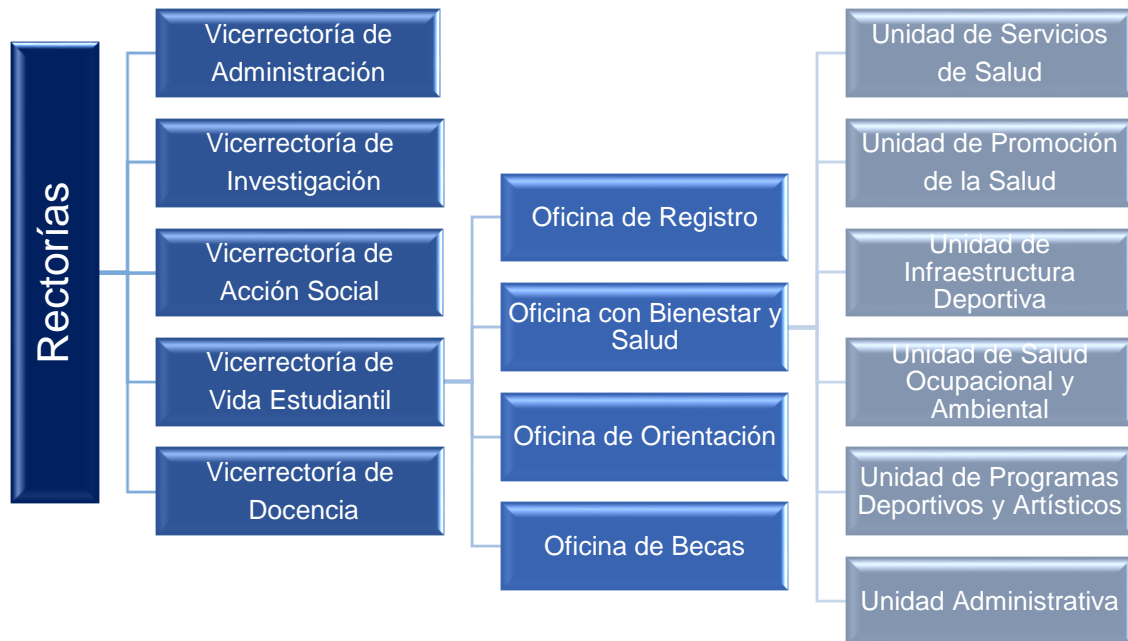 Rectorías
Vicerrectoría de
Administración
Vicerrectoría de
Investigación
Vicerrectoría de
Acción Social
Vicerrectoría de
Vida Estudiantil
Vicerrectoría de
Docencia
Oficina de Registro
Oficina con Bienestar y
Salud
Oficina de Orientación
Oficina de Becas
Unidad de Servicios
de Salud
Unidad de Promoción
de la Salud
Unidad de
Infraestructura
Deportiva
Unidad de Salud
Ocupacional y
Ambiental
Unidad de Programas
Deportivos y Artísticos
Unidad Administrativa